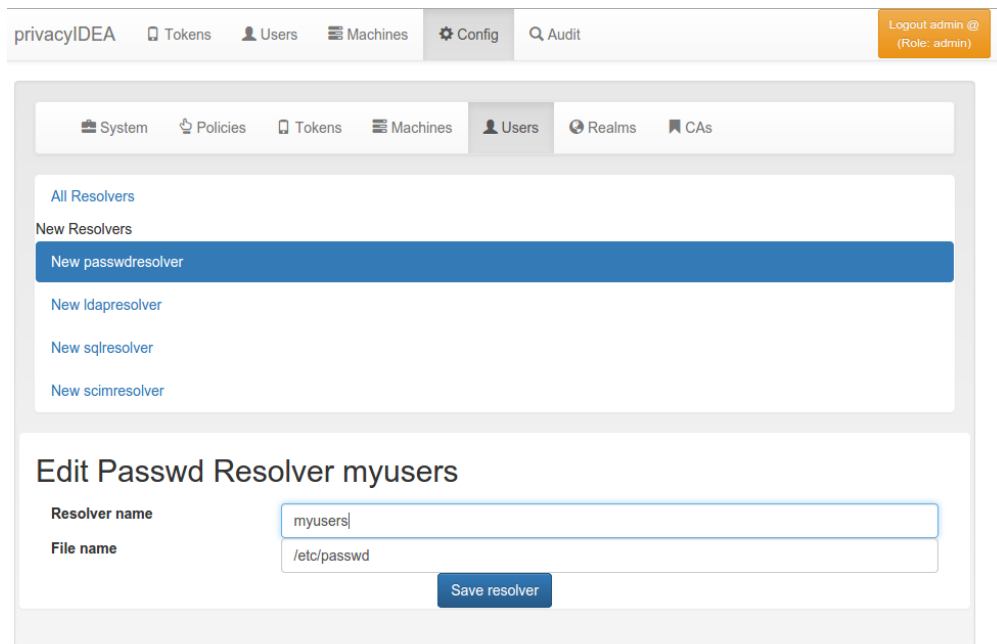 privacyIDEA Tokens Users Machines Config Audit Logout admin @
(Role: admin)
System Policies Tokens Machines Users Realms CAs
All Resolvers
New Resolvers
New passwdresolver
New ldapresolver
New sqlresolver
New scimresolver
Edit Passwd Resolver myusers
Resolver name myusers
File name /etc/passwd
Save resolver